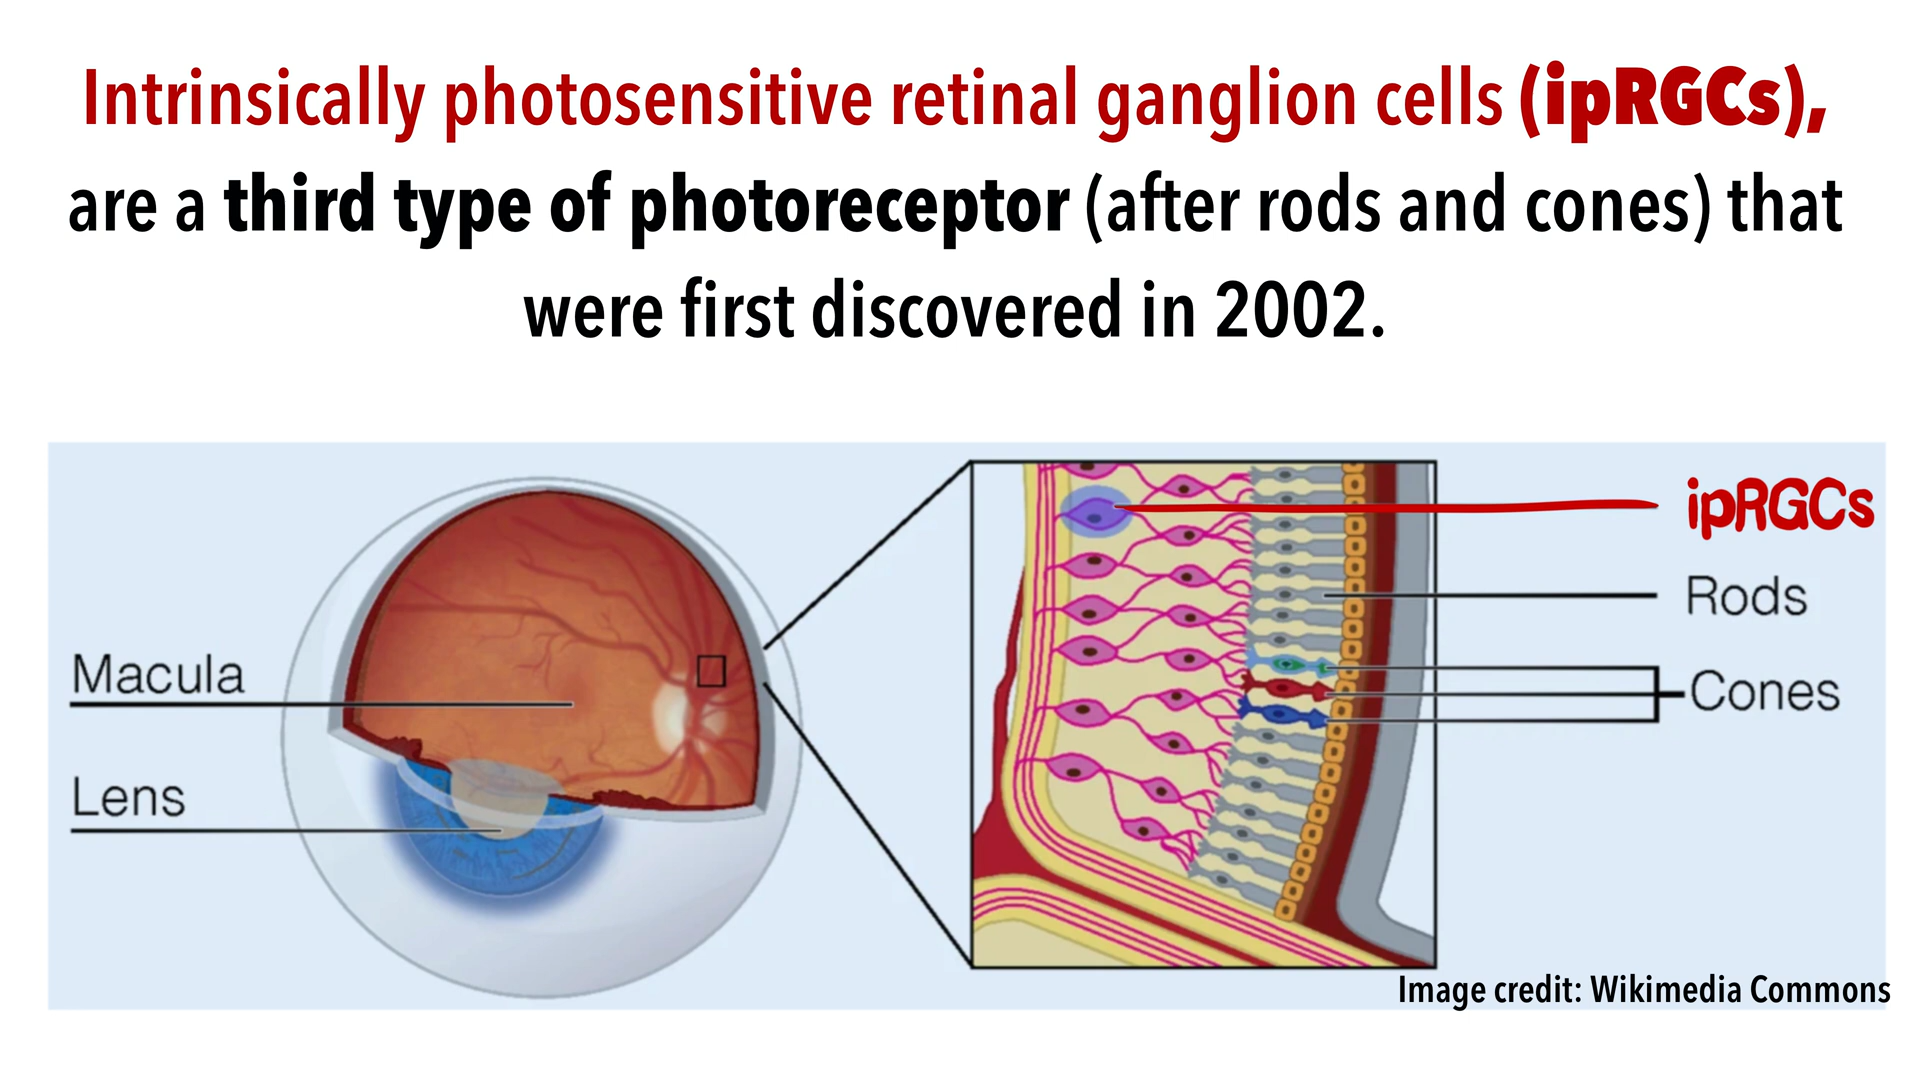 Intrinsically photosensitive retinal ganglion cells (ipRGCs),
are a third type of photoreceptor (after rods and cones) that
were first discovered in 2002.
Macula
Lens
ipRGCs
Rods
Cones
Image credit: Wikimedia Commons